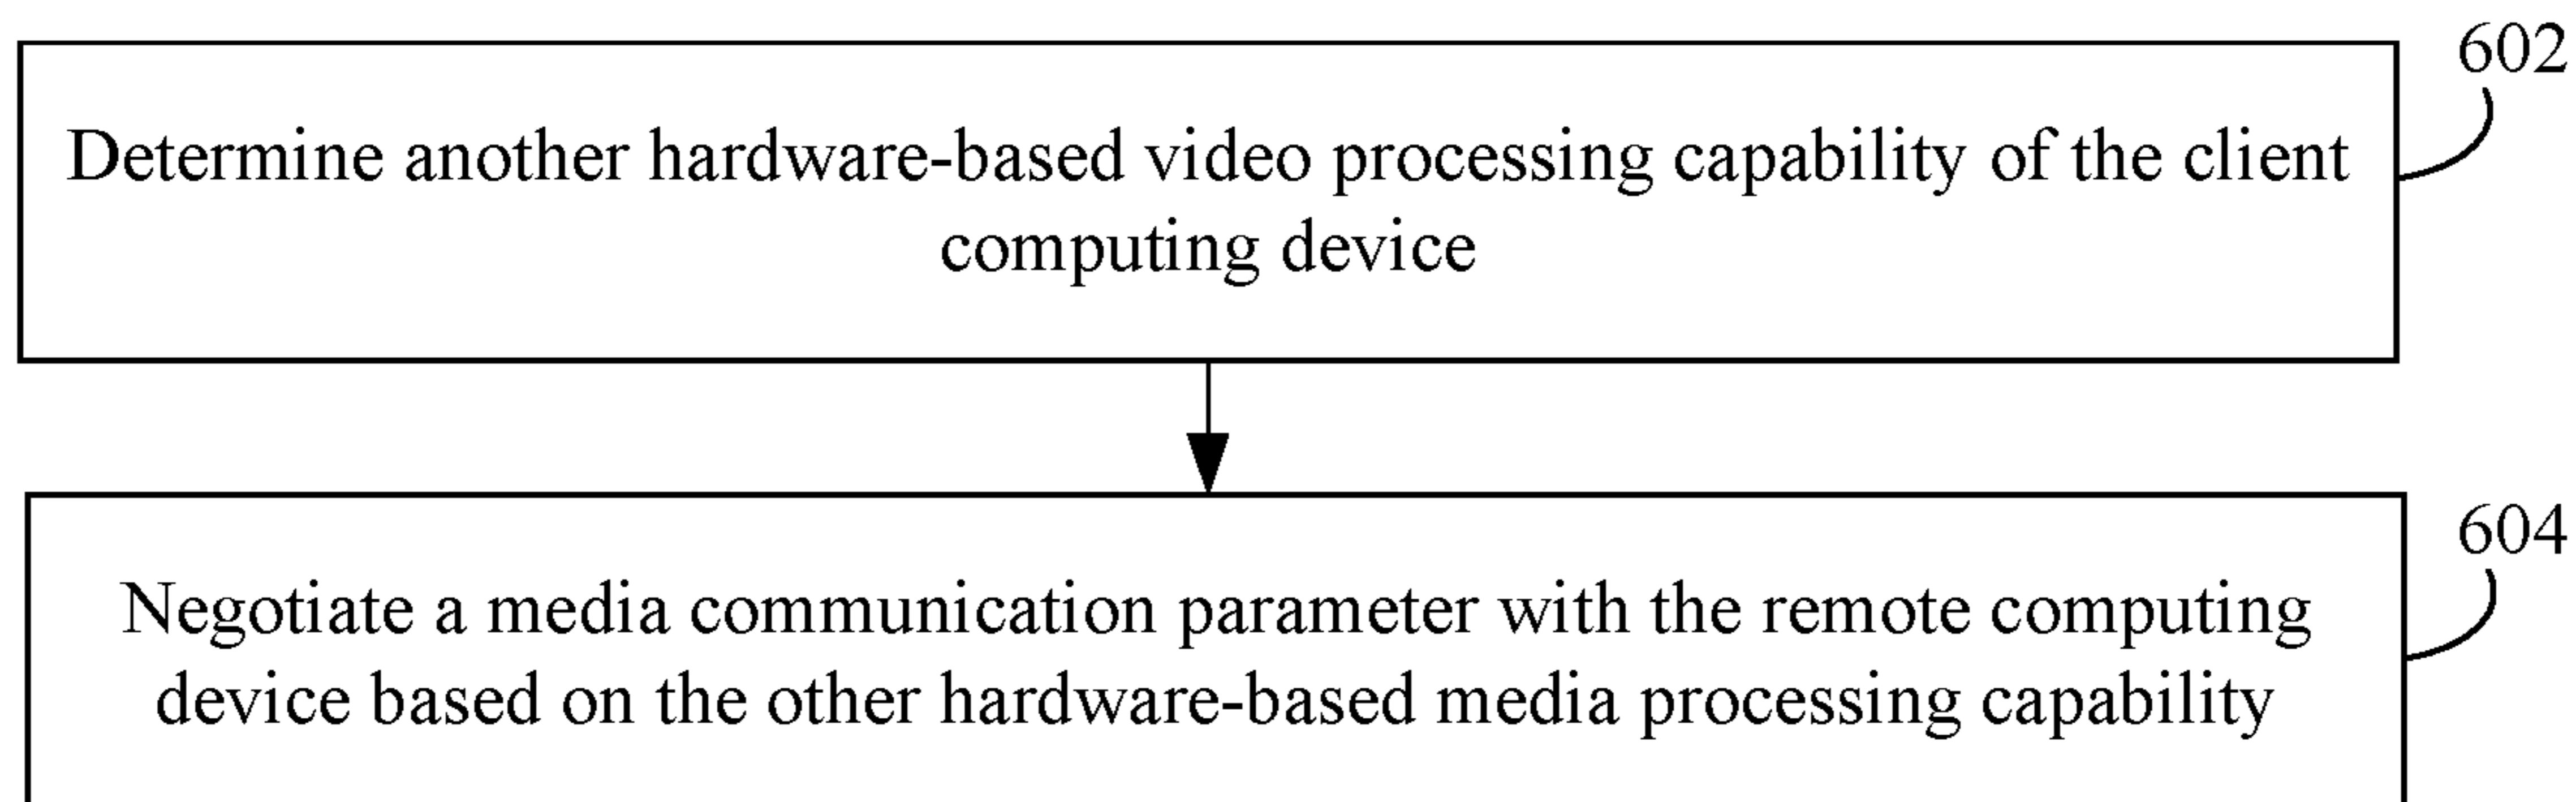 602
Determine another hardware-based video processing capability of the client
computing device
604
Negotiate a media communication parameter with the remote computing
device based on the other hardware-based media processing capability